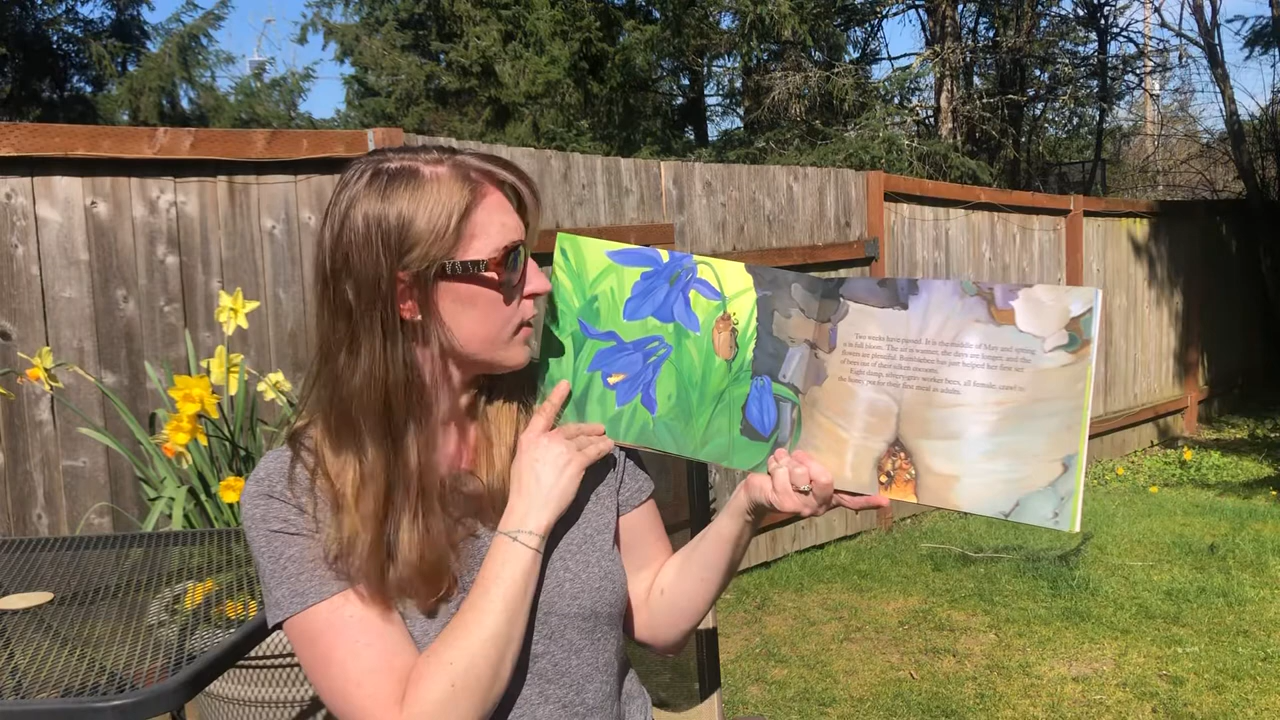 Two weeks have passed. It is the middle of May and spring
is in full bloom. The air is warmer, the days are longer, and the
flowers are plentiful. Bumblebee has just helped her first set
of bees out of their silken cocoons.
Eight damp, silvery-gray worker bees, all female, crawl to
the honey pot for their first meal as adults.